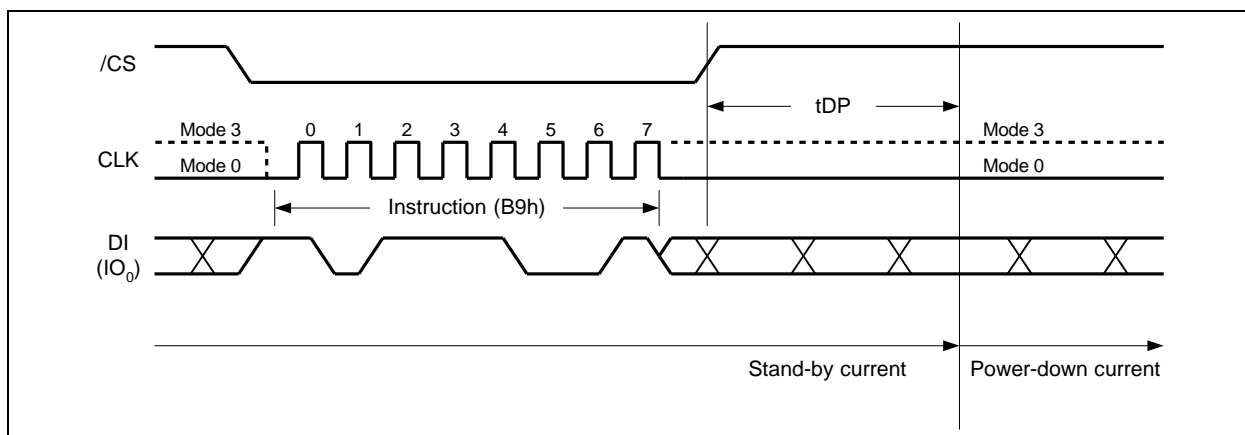 /CS
tDP
Mode 3 0 1 2 3 4 5 6 7 Mode 3
CLK
Mode 0 Mode 0
Instruction (B9h)
DI
(IO₀)
Stand-by current Power-down current